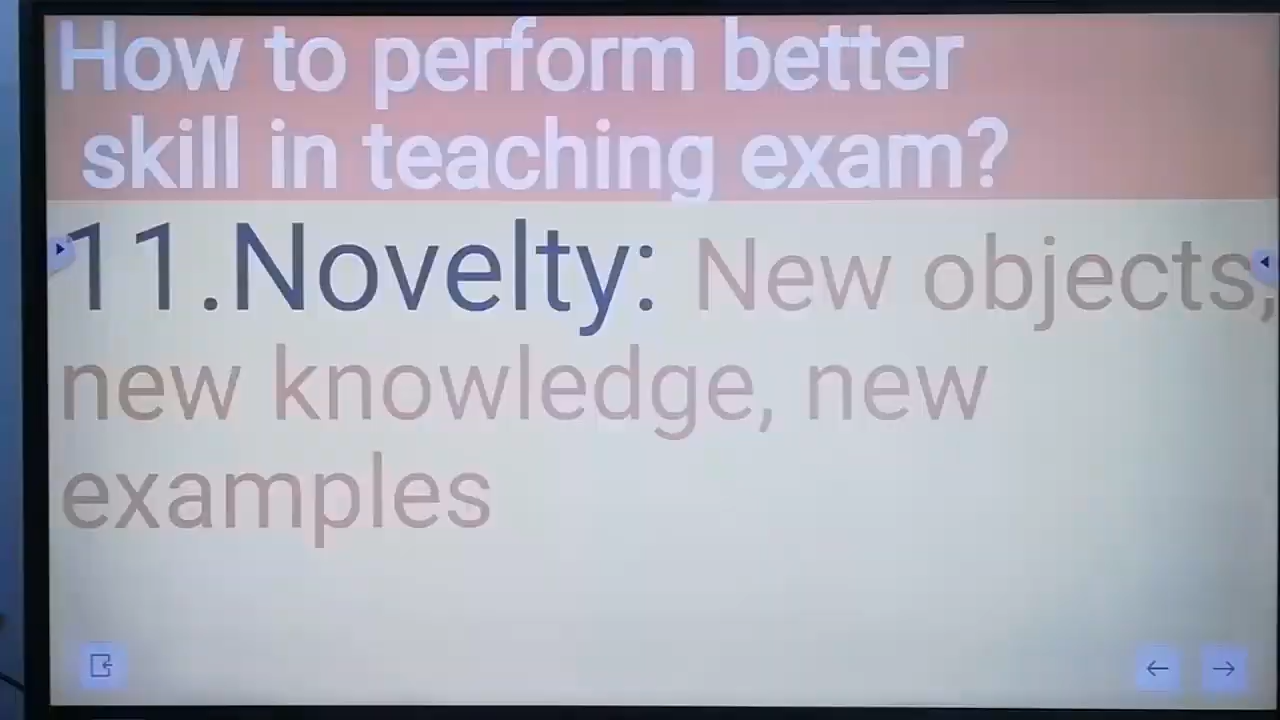 How to perform better
skill in teaching exam?
11.Novelty: New objects,
new knowledge, new
examples